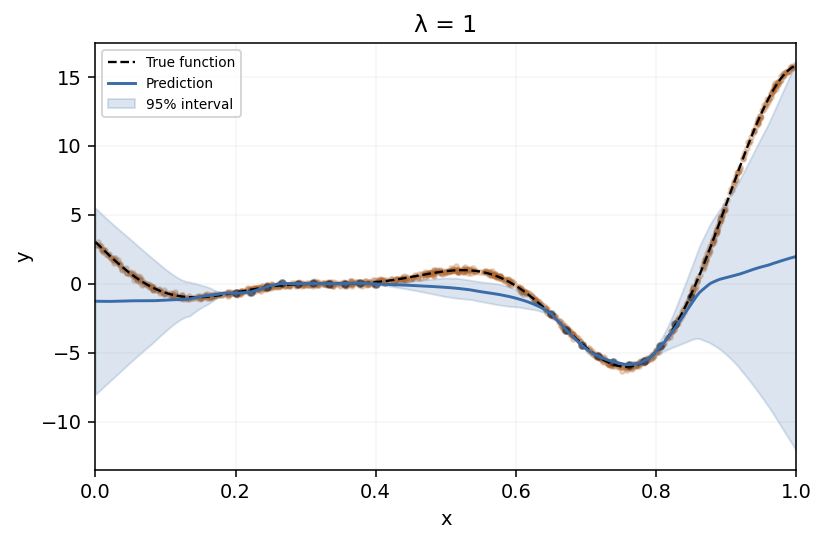 λ = 1
True function
Prediction
95% interval
15
10
5
0
−5
−10
y
0.0
0.2
0.4
0.6
0.8
1.0
x